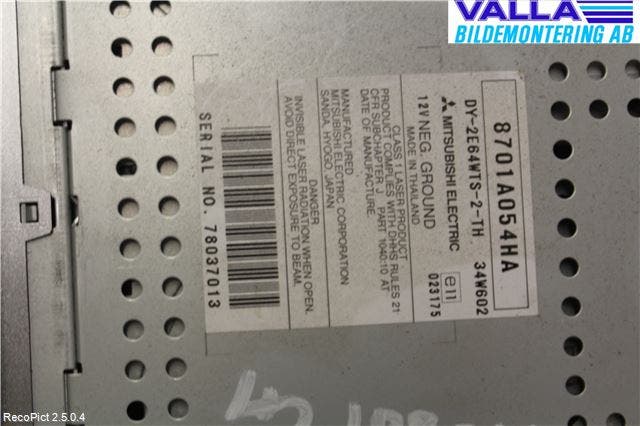 VALLA
BILDEMONTERING AB
8701A054HA
DY-2E64WTS-2-TH 34W602
MITSUBISHI ELECTRIC e11
12V NEG. GROUND 023175
MADE IN THAILAND
CLASS 1 LASER PRODUCT
PRODUCT COMPLIES WITH DHHS RULES 21
CFR SUBCHAPTER J PART 1040:10 AT
DATE OF MANUFACTURE.
MANUFACTURED
MITSUBISHI ELECTRIC CORPORATION
SANDA, HYOGO, JAPAN
DANGER
INVISIBLE LASER RADIATION WHEN OPEN.
AVOID DIRECT EXPOSURE TO BEAM.
SERIAL NO. 78037013
RecoPict 2.5.0.4